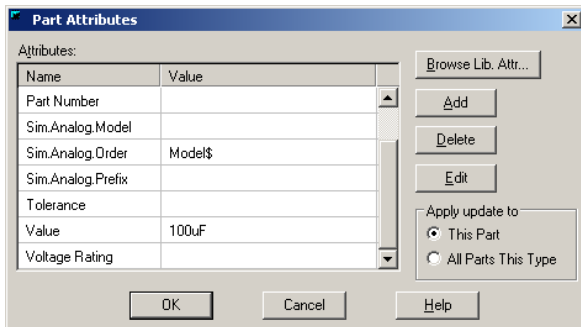 Part Attributes
Attributes:
Name Value
Part Number
Sim.Analog.Model
Sim.Analog.Order Model$
Sim.Analog.Prefix
Tolerance
Value 100uF
Voltage Rating
Browse Lib. Attr...
Add
Delete
Edit
Apply update to
This Part
All Parts This Type
OK Cancel Help